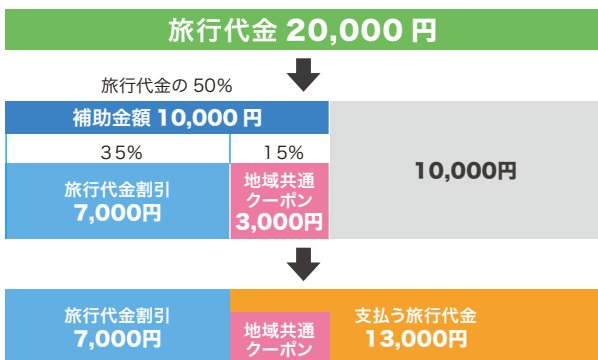 旅行代金 20,000 円
旅行代金の 50%
補助金額 10,000 円
35%
15%
旅行代金割引
7,000円
地域共通
クーポン
3,000円
10,000円
旅行代金割引
7,000円
地域共通
クーポン
支払う旅行代金
13,000円